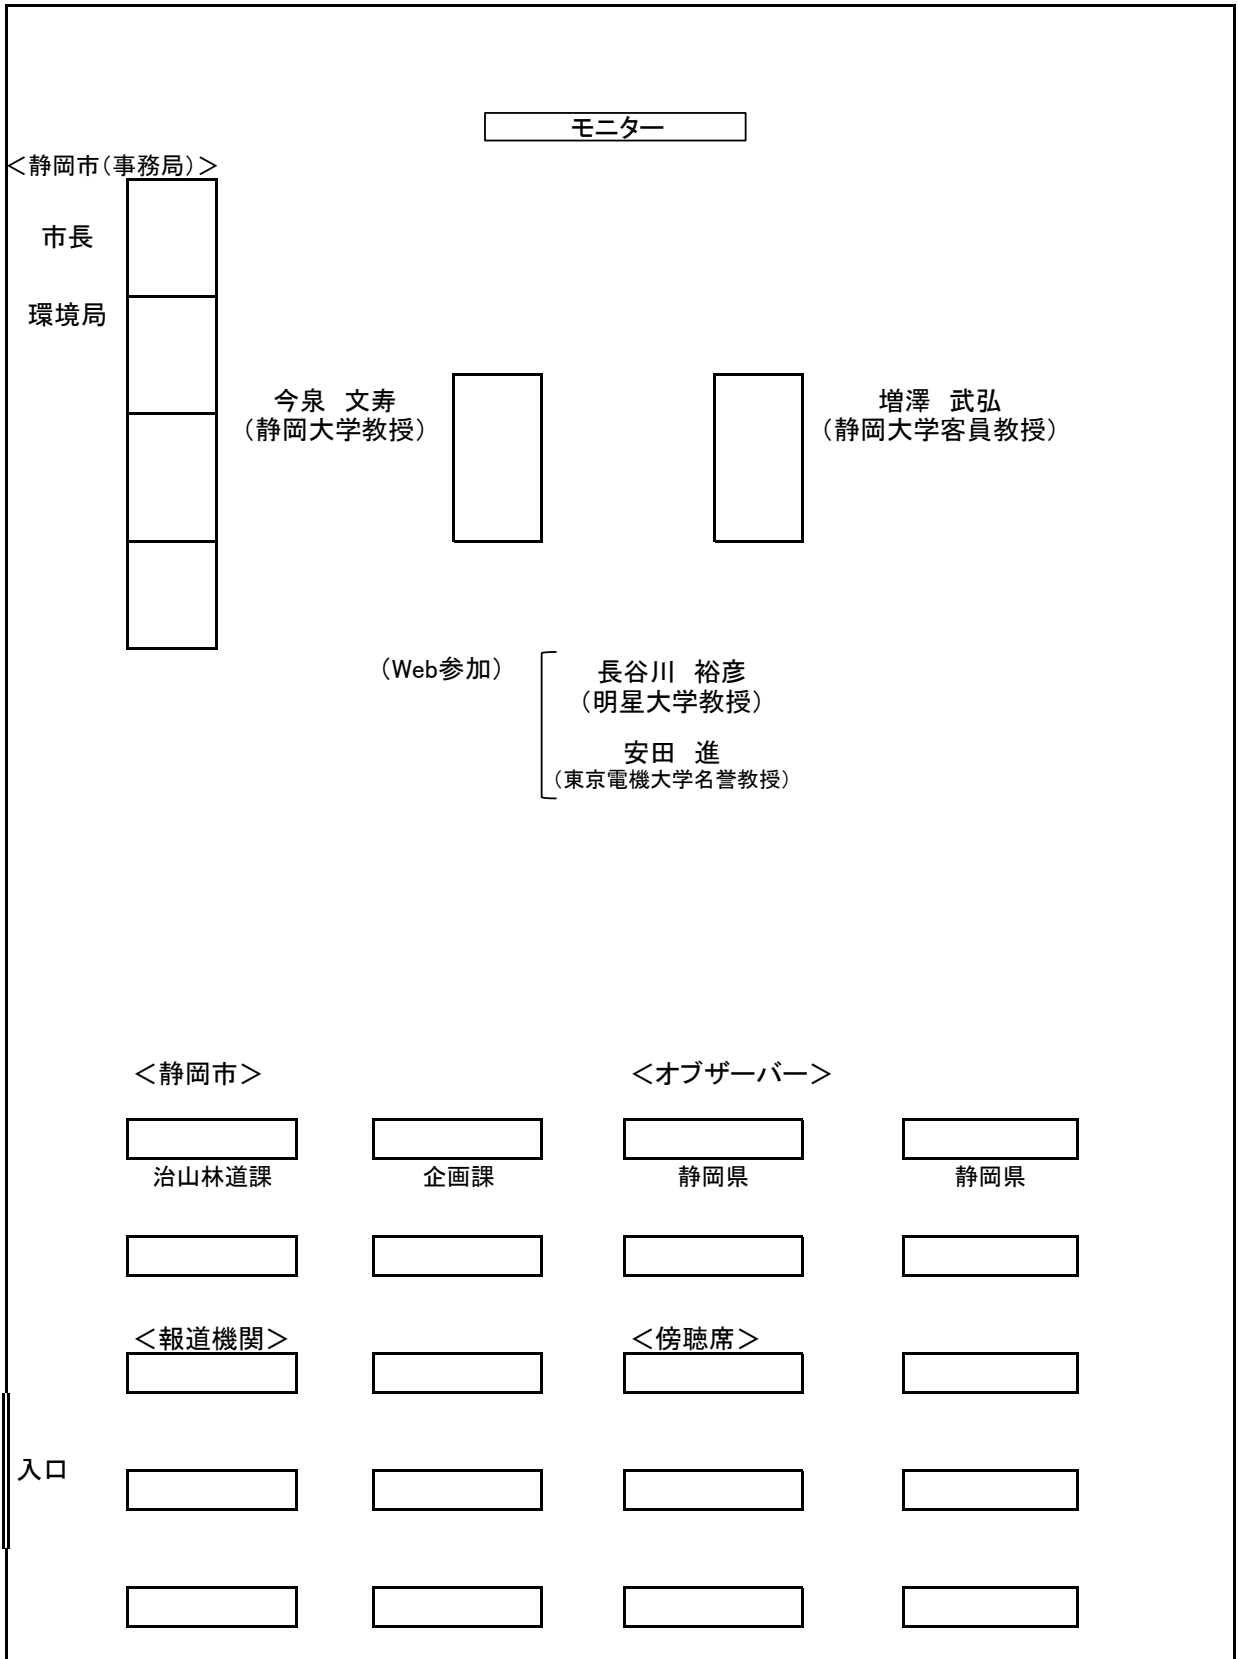 モニター
＜静岡市（事務局）＞
市長
環境局
今泉　文寿
（静岡大学教授）
増澤　武弘
（静岡大学客員教授）
（Web参加）
長谷川　裕彦
（明星大学教授）
安田　進
（東京電機大学名誉教授）
＜静岡市＞
＜オブザーバー＞
治山林道課
企画課
静岡県
静岡県
＜報道機関＞
＜傍聴席＞
入口